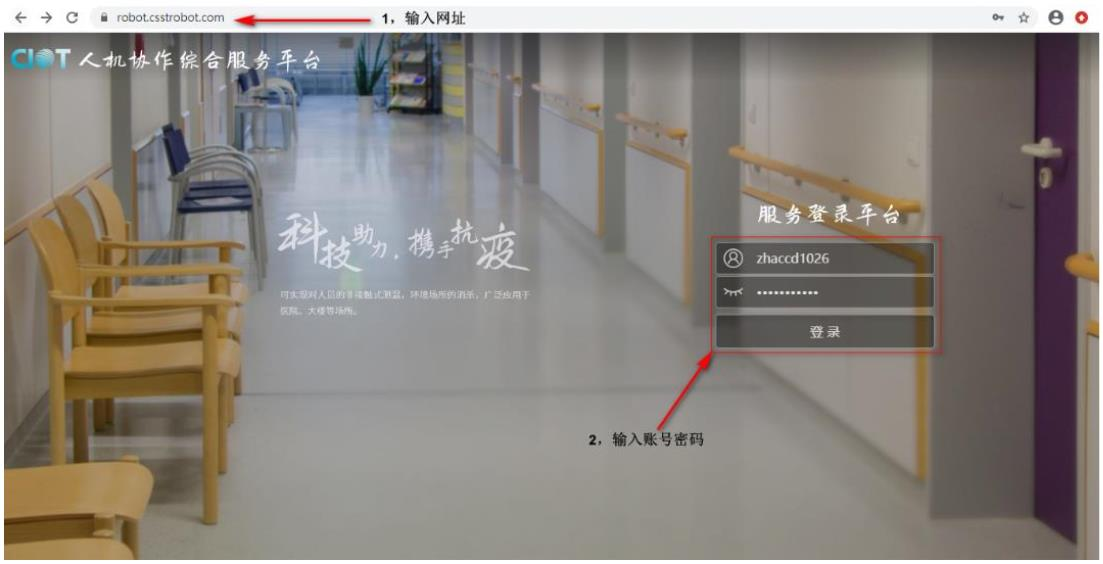 robot.csstrobot.com
1，输入网址
CIOT 人机协作综合服务平台
科技助力．携手抗疫
可实现对人员的非接触式测温，环境场所的消杀，广泛应用于
医院、大楼等场所。
服务登录平台
zhaccd1026
登录
2，输入账号密码